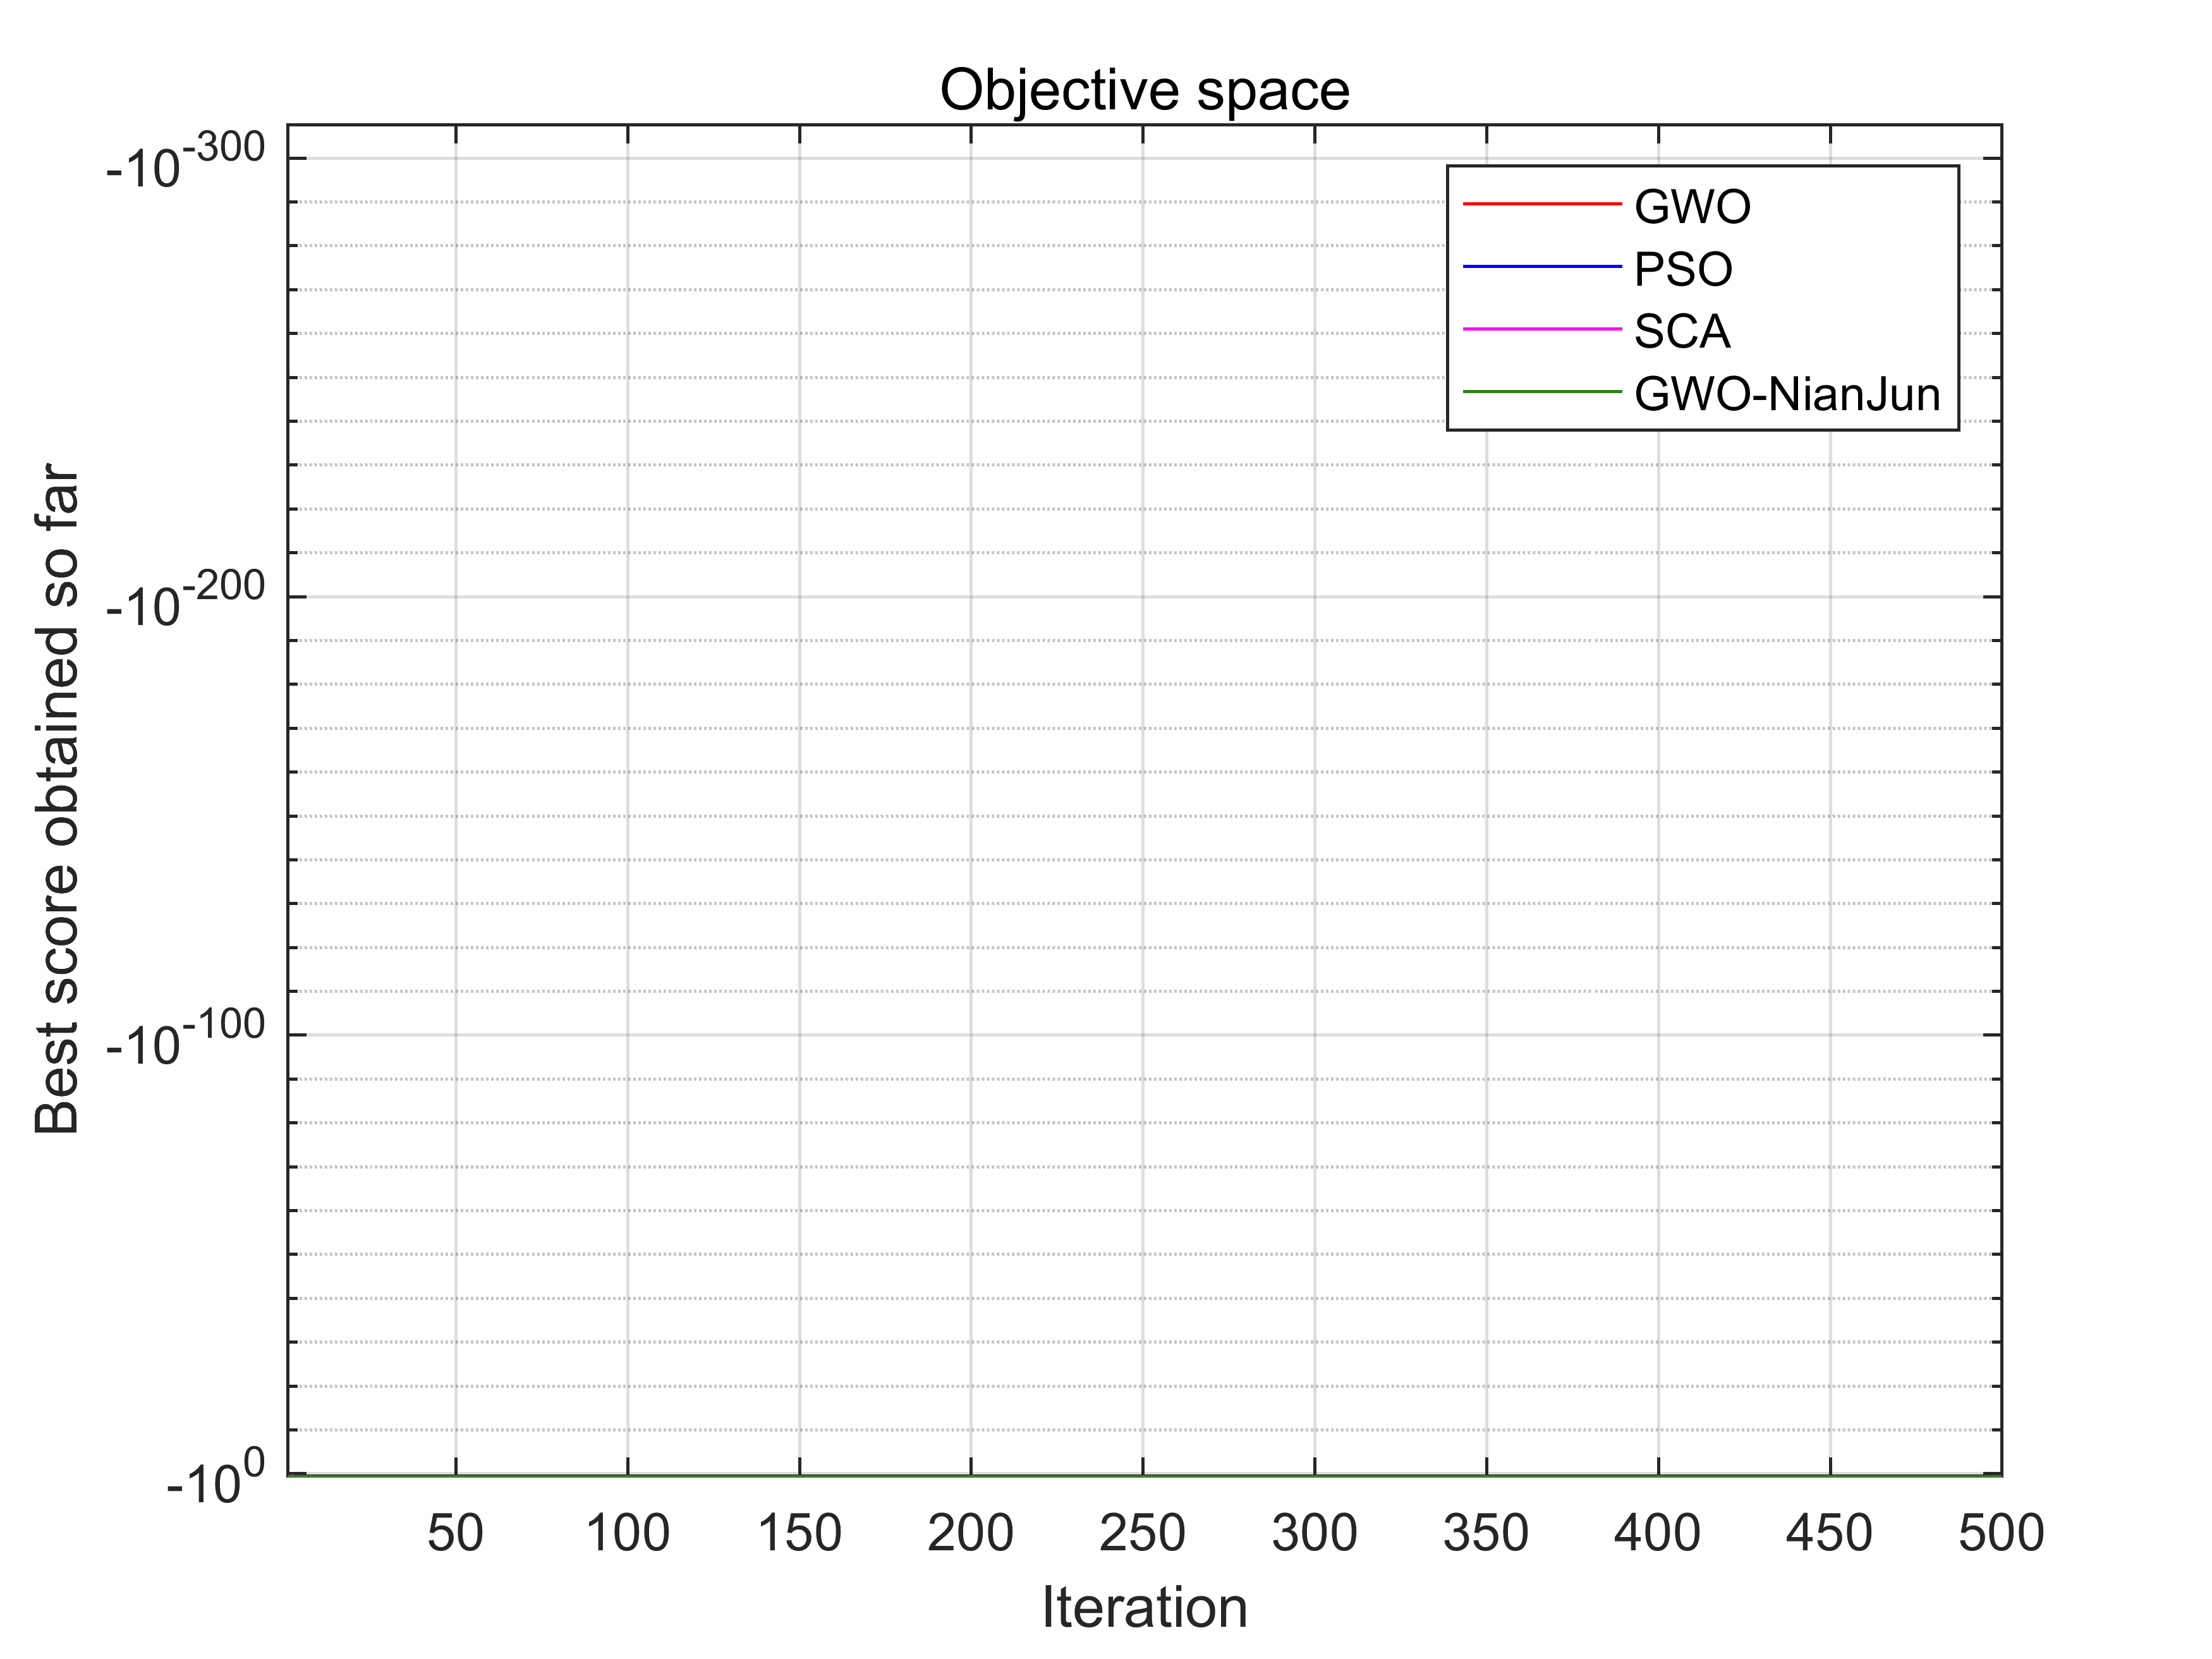 Objective space
-10^-300
-10^-200
-10^-100
-10^0
Best score obtained so far
GWO
PSO
SCA
GWO-NianJun
50 100 150 200 250 300 350 400 450 500
Iteration